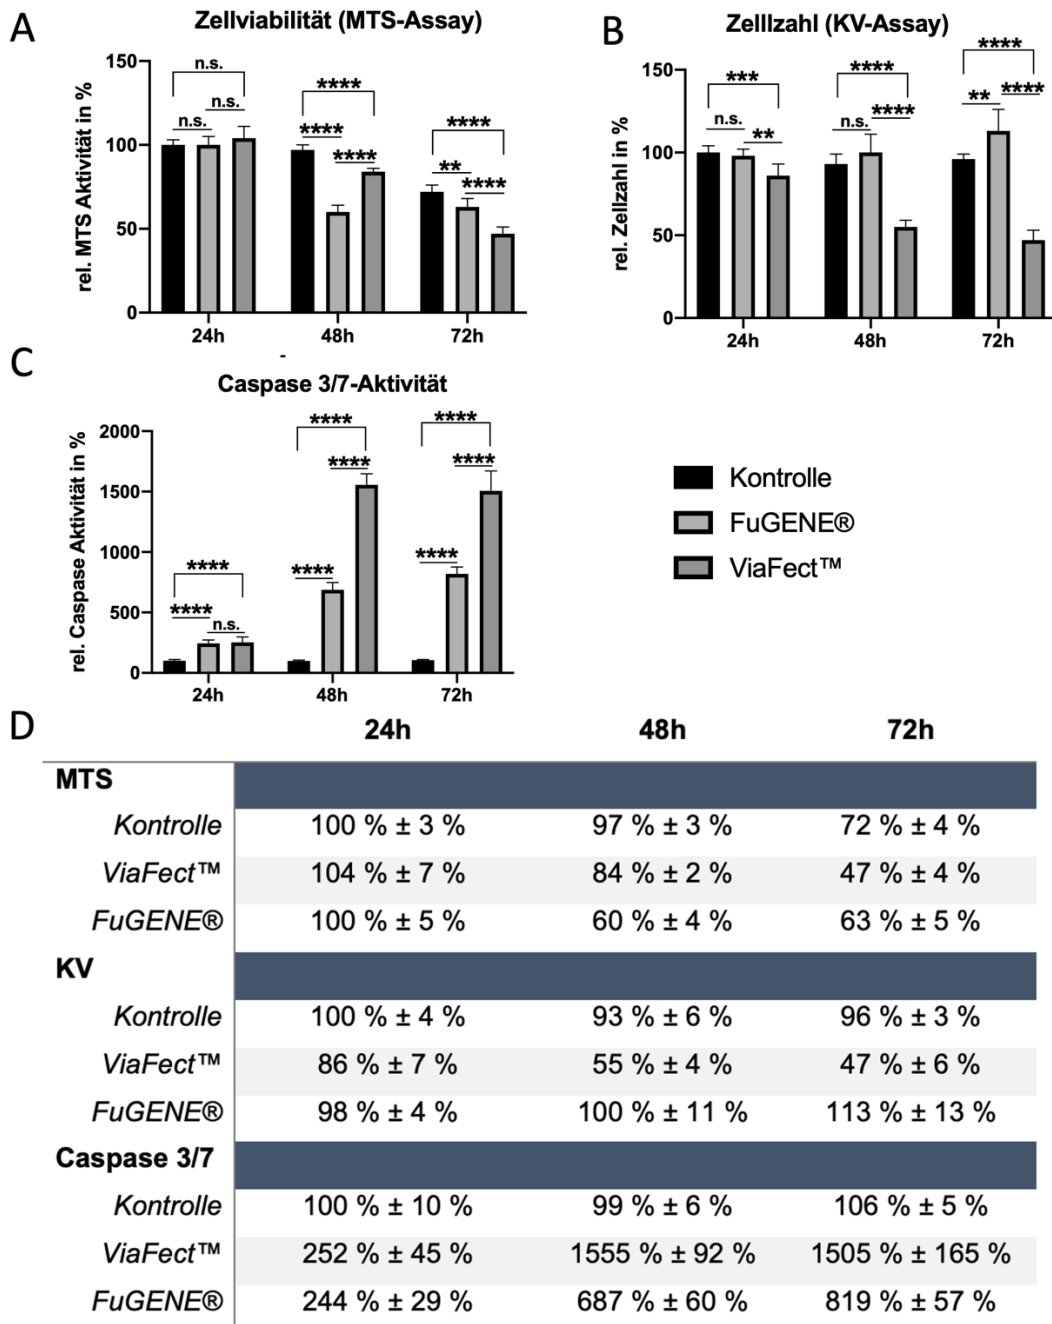 A
Zellviabilität (MTS-Assay)
rel. MTS Aktivität in %
150
100
50
0
n.s.
n.s.
n.s.
****
****
****
****
**
****
24h
48h
72h
B
Zelllzahl (KV-Assay)
rel. Zellzahl in %
150
100
50
0
***
n.s.
**
****
n.s.
****
****
**
****
24h
48h
72h
C
Caspase 3/7-Aktivität
rel. Caspase Aktivität in %
2000
1500
1000
500
0
****
****
n.s.
****
****
****
****
****
****
24h
48h
72h
Kontrolle
FuGENE®
ViaFect™
D
24h 48h 72h
MTS
Kontrolle 100 % ± 3 % 97 % ± 3 % 72 % ± 4 %
ViaFect™ 104 % ± 7 % 84 % ± 2 % 47 % ± 4 %
FuGENE® 100 % ± 5 % 60 % ± 4 % 63 % ± 5 %
KV
Kontrolle 100 % ± 4 % 93 % ± 6 % 96 % ± 3 %
ViaFect™ 86 % ± 7 % 55 % ± 4 % 47 % ± 6 %
FuGENE® 98 % ± 4 % 100 % ± 11 % 113 % ± 13 %
Caspase 3/7
Kontrolle 100 % ± 10 % 99 % ± 6 % 106 % ± 5 %
ViaFect™ 252 % ± 45 % 1555 % ± 92 % 1505 % ± 165 %
FuGENE® 244 % ± 29 % 687 % ± 60 % 819 % ± 57 %